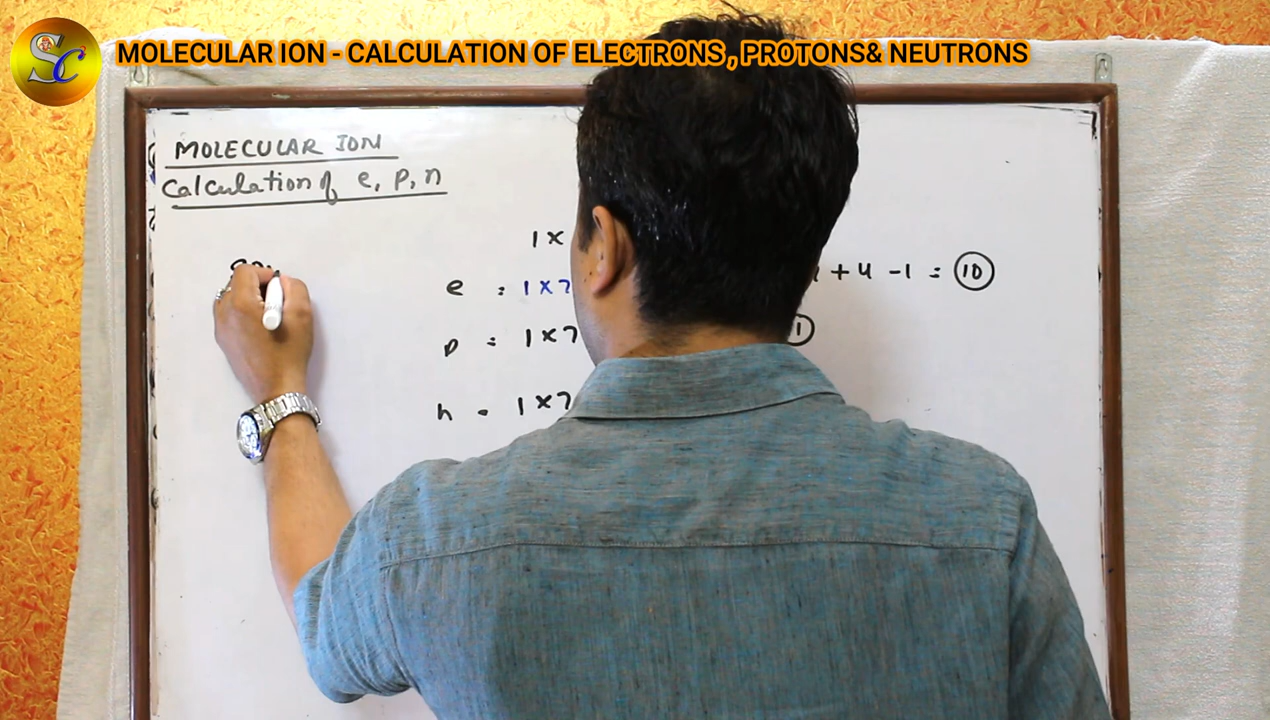 SC
MOLECULAR ION - CALCULATION OF ELECTRONS , PROTONS& NEUTRONS
MOLECULAR ION
Calculation of e, p, n
1 ×
e = 1 × 7 + 4 - 1 = 10
p = 1 × 7
n = 1 × 7